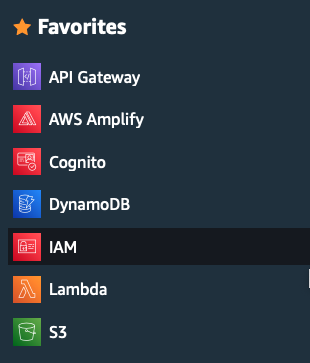 Favorites
API Gateway
AWS Amplify
Cognito
DynamoDB
IAM
Lambda
S3